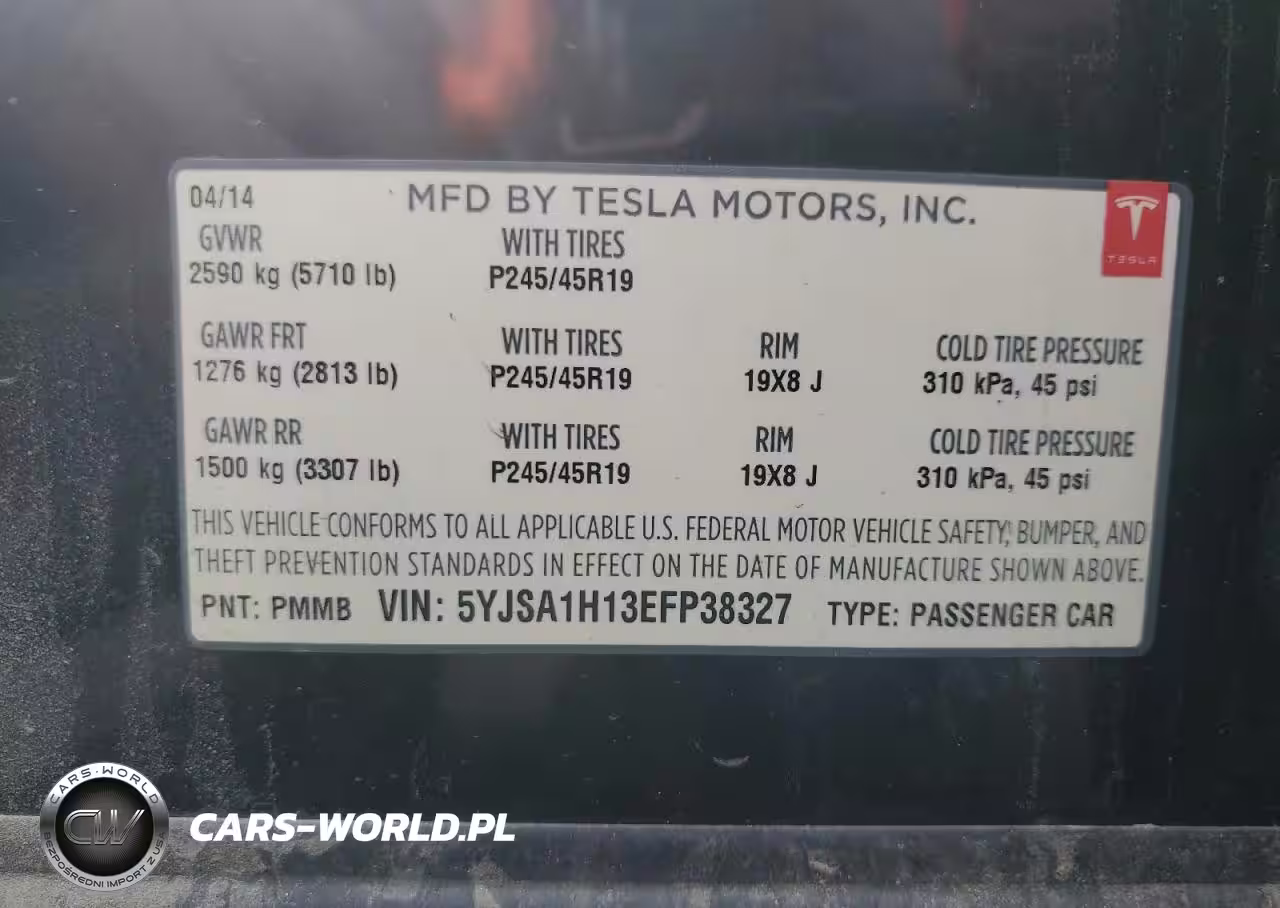 04/14 MFD BY TESLA MOTORS, INC.
TESLA
GVWR WITH TIRES
2590 kg (5710 lb) P245/45R19
GAWR FRT WITH TIRES RIM COLD TIRE PRESSURE
1276 kg (2813 lb) P245/45R19 19X8 J 310 kPa, 45 psi
GAWR RR WITH TIRES RIM COLD TIRE PRESSURE
1500 kg (3307 lb) P245/45R19 19X8 J 310 kPa, 45 psi
THIS VEHICLE CONFORMS TO ALL APPLICABLE U.S. FEDERAL MOTOR VEHICLE SAFETY, BUMPER, AND
THEFT PREVENTION STANDARDS IN EFFECT ON THE DATE OF MANUFACTURE SHOWN ABOVE.
PNT: PMMB VIN: 5YJSA1H13EFP38327 TYPE: PASSENGER CAR
CARS-WORLD
CW
BEZPOŚREDNI IMPORT Z USA
CARS-WORLD.PL